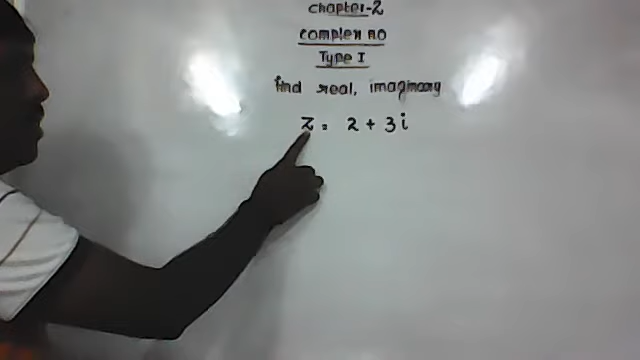 chapter-2
complex no
Type I
find real, imaginary
z = 2 + 3i